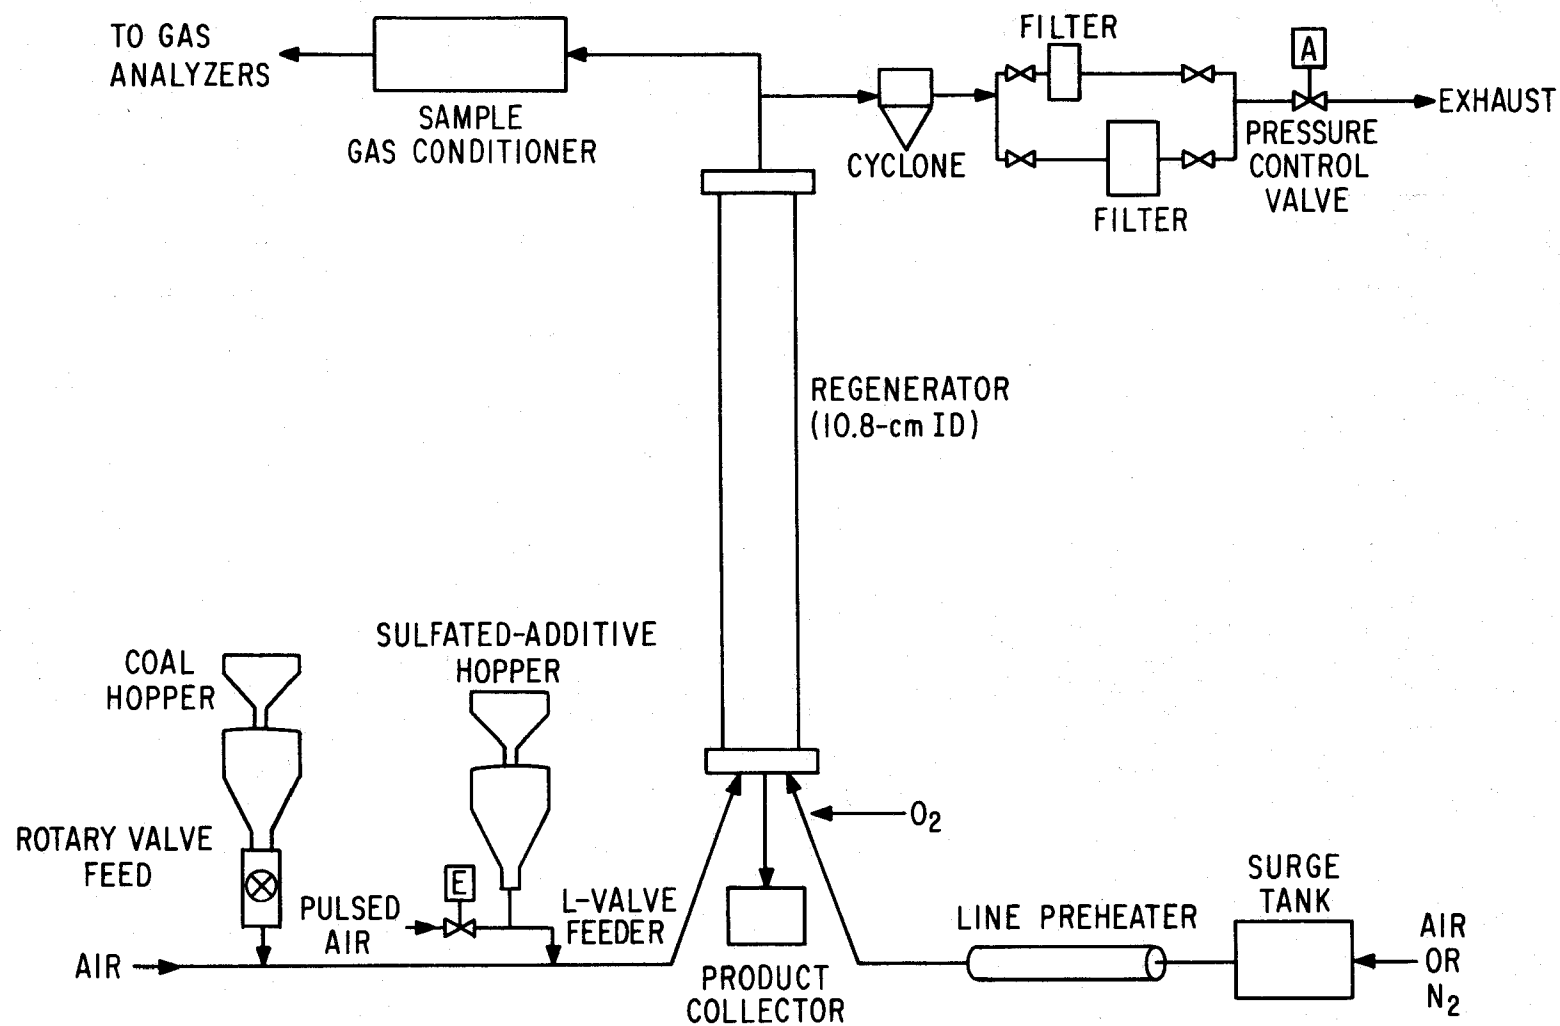 TO GAS
ANALYZERS
SAMPLE
GAS CONDITIONER
CYCLONE
FILTER
FILTER
A
PRESSURE
CONTROL
VALVE
EXHAUST
REGENERATOR
(10.8-cm ID)
COAL
HOPPER
SULFATED-ADDITIVE
HOPPER
ROTARY VALVE
FEED
PULSED
AIR
E
L-VALVE
FEEDER
AIR
PRODUCT
COLLECTOR
O2
LINE PREHEATER
SURGE
TANK
AIR
OR
N2